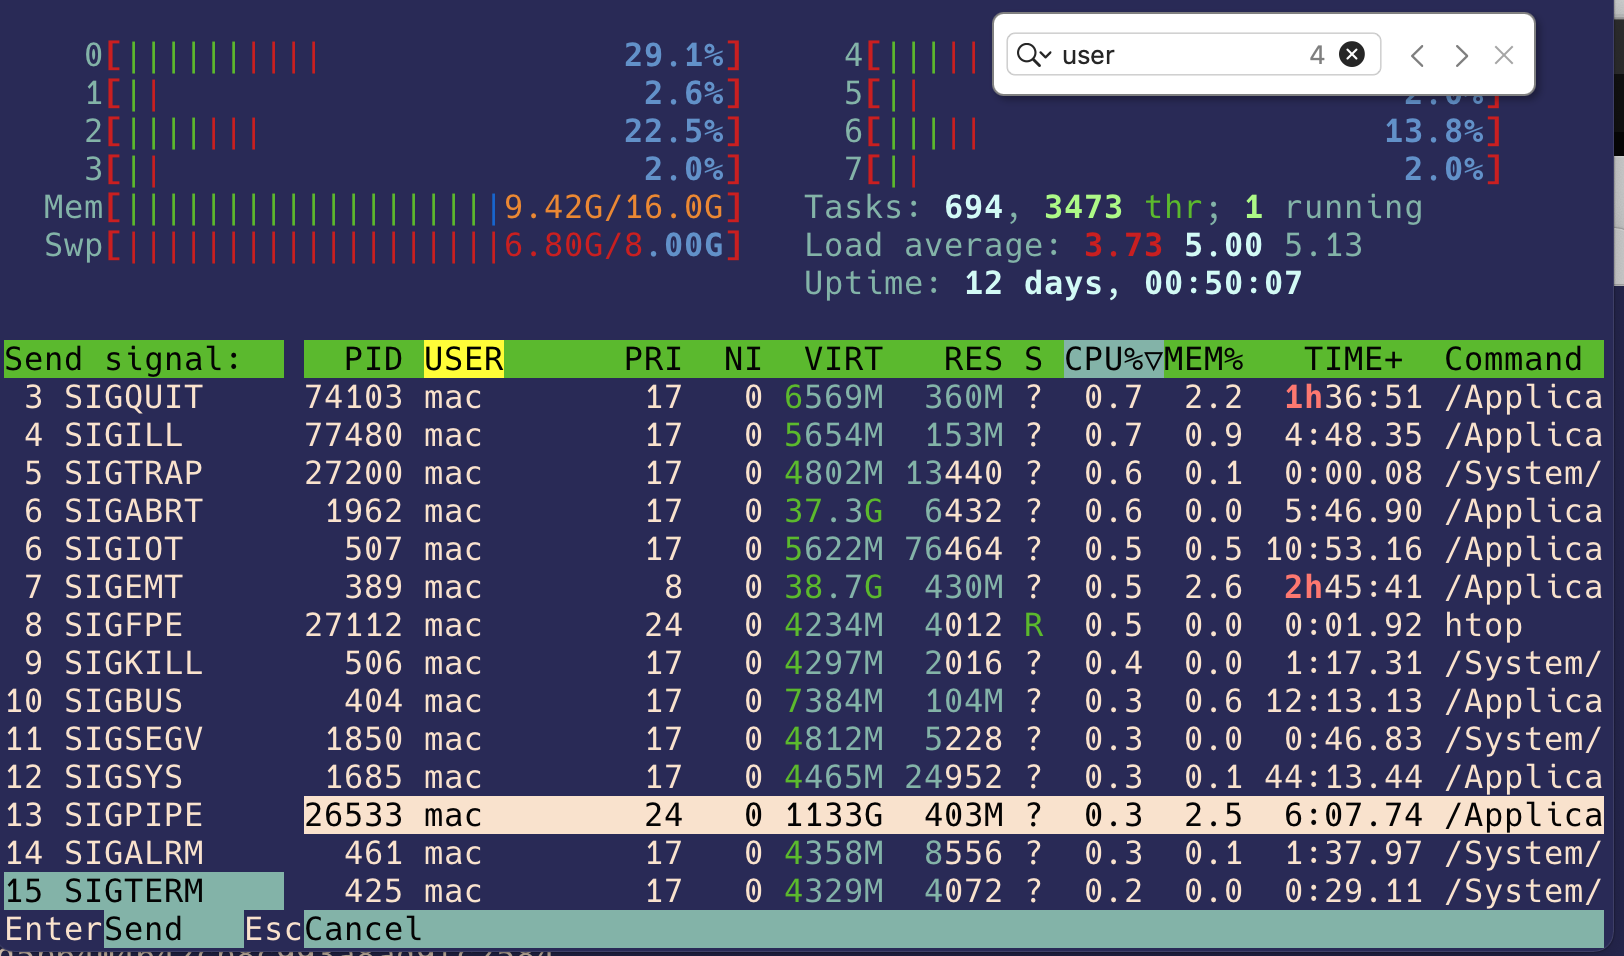 0[||||||||||  29.1%] 4[|||||
1[||  2.6%] 5[||
2[|||||||  22.5%] 6[|||||  13.8%]
3[||  2.0%] 7[||  2.0%]
user 4
Mem[|||||||||||||||||||9.42G/16.0G] Tasks: 694, 3473 thr; 1 running
Swp[|||||||||||||||||||6.80G/8.00G] Load average: 3.73 5.00 5.13
Uptime: 12 days, 00:50:07
Send signal: PID USER PRI NI VIRT RES S CPU%▽MEM% TIME+ Command
3 SIGQUIT 74103 mac 17 0 6569M 360M ? 0.7 2.2 1h36:51 /Applica
4 SIGILL 77480 mac 17 0 5654M 153M ? 0.7 0.9 4:48.35 /Applica
5 SIGTRAP 27200 mac 17 0 4802M 13440 ? 0.6 0.1 0:00.08 /System/
6 SIGABRT 1962 mac 17 0 37.3G 6432 ? 0.6 0.0 5:46.90 /Applica
6 SIGIOT 507 mac 17 0 5622M 76464 ? 0.5 0.5 10:53.16 /Applica
7 SIGEMT 389 mac 8 0 38.7G 430M ? 0.5 2.6 2h45:41 /Applica
8 SIGFPE 27112 mac 24 0 4234M 4012 R 0.5 0.0 0:01.92 htop
9 SIGKILL 506 mac 17 0 4297M 2016 ? 0.4 0.0 1:17.31 /System/
10 SIGBUS 404 mac 17 0 7384M 104M ? 0.3 0.6 12:13.13 /Applica
11 SIGSEGV 1850 mac 17 0 4812M 5228 ? 0.3 0.0 0:46.83 /System/
12 SIGSYS 1685 mac 17 0 4465M 24952 ? 0.3 0.1 44:13.44 /Applica
13 SIGPIPE 26533 mac 24 0 1133G 403M ? 0.3 2.5 6:07.74 /Applica
14 SIGALRM 461 mac 17 0 4358M 8556 ? 0.3 0.1 1:37.97 /System/
15 SIGTERM 425 mac 17 0 4329M 4072 ? 0.2 0.0 0:29.11 /System/
EnterSend EscCancel